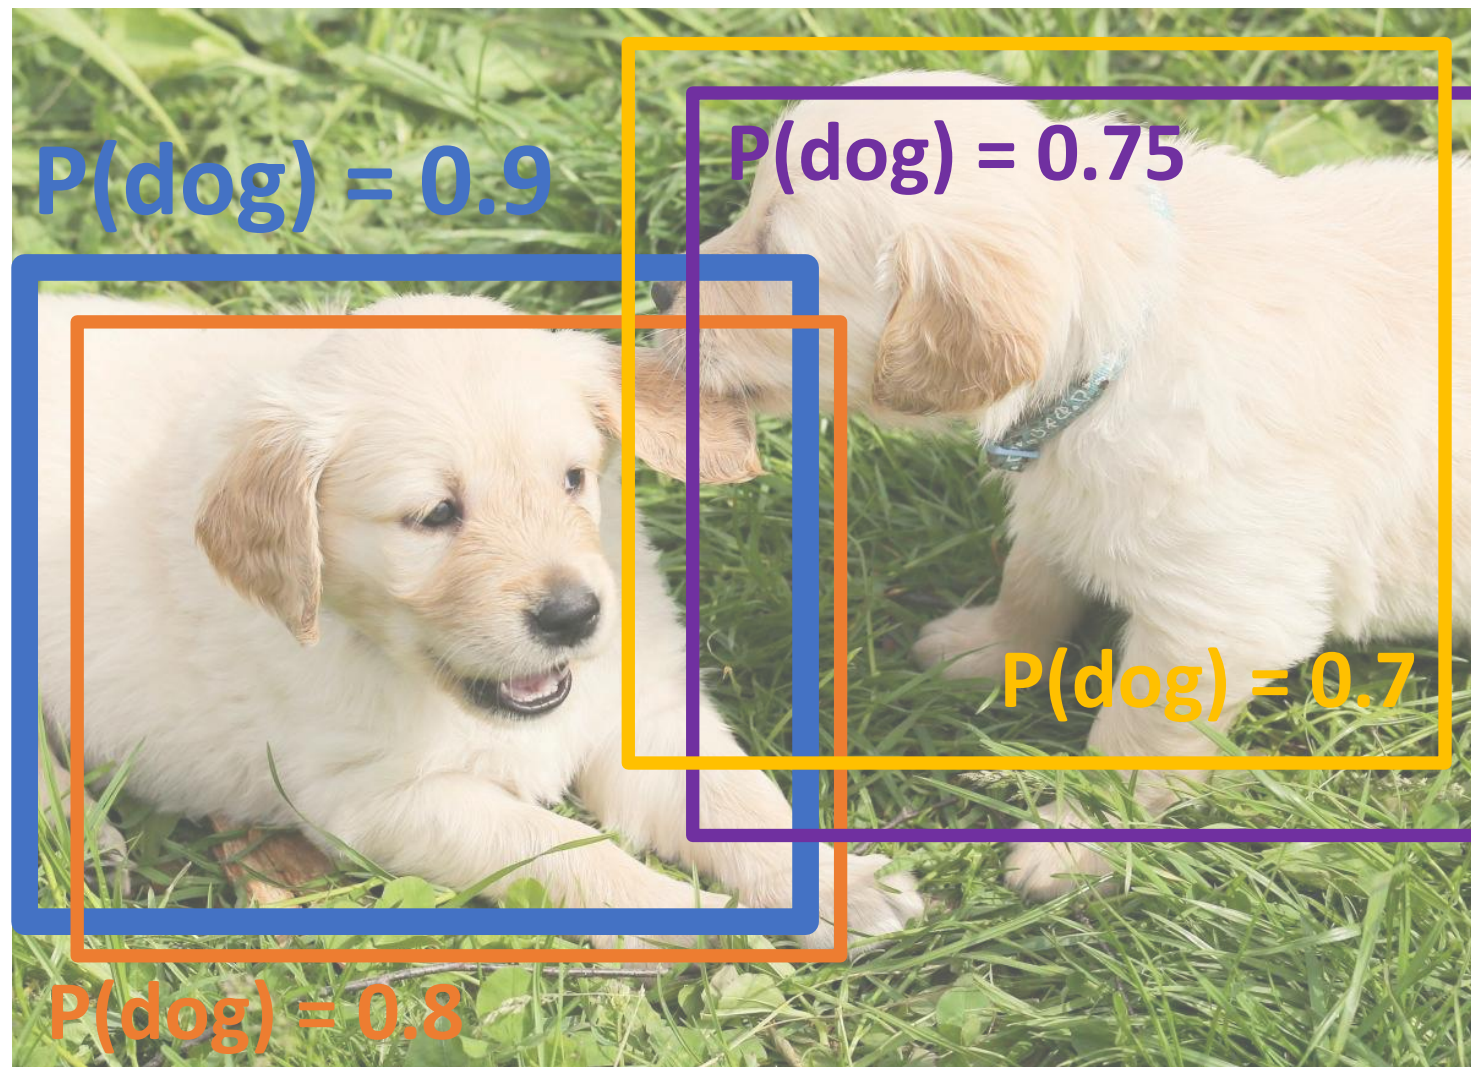 P(dog) = 0.9
P(dog) = 0.75
P(dog) = 0.7
P(dog) = 0.8